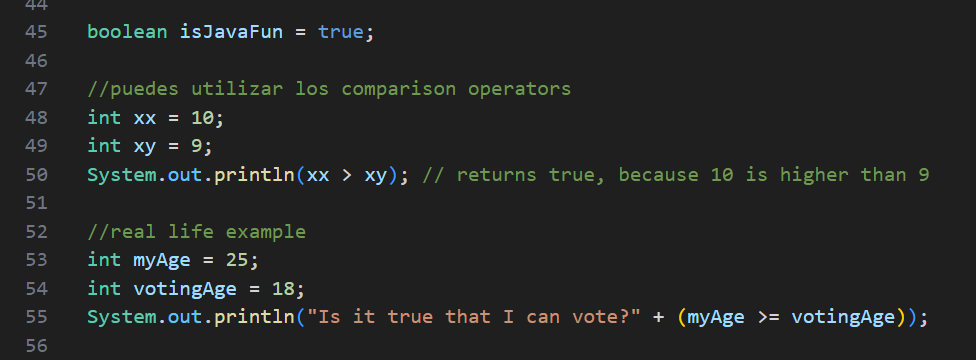 44
45 boolean isJavaFun = true;
46
47 //puedes utilizar los comparison operators
48 int xx = 10;
49 int xy = 9;
50 System.out.println(xx > xy); // returns true, because 10 is higher than 9
51
52 //real life example
53 int myAge = 25;
54 int votingAge = 18;
55 System.out.println("Is it true that I can vote?" + (myAge >= votingAge));
56